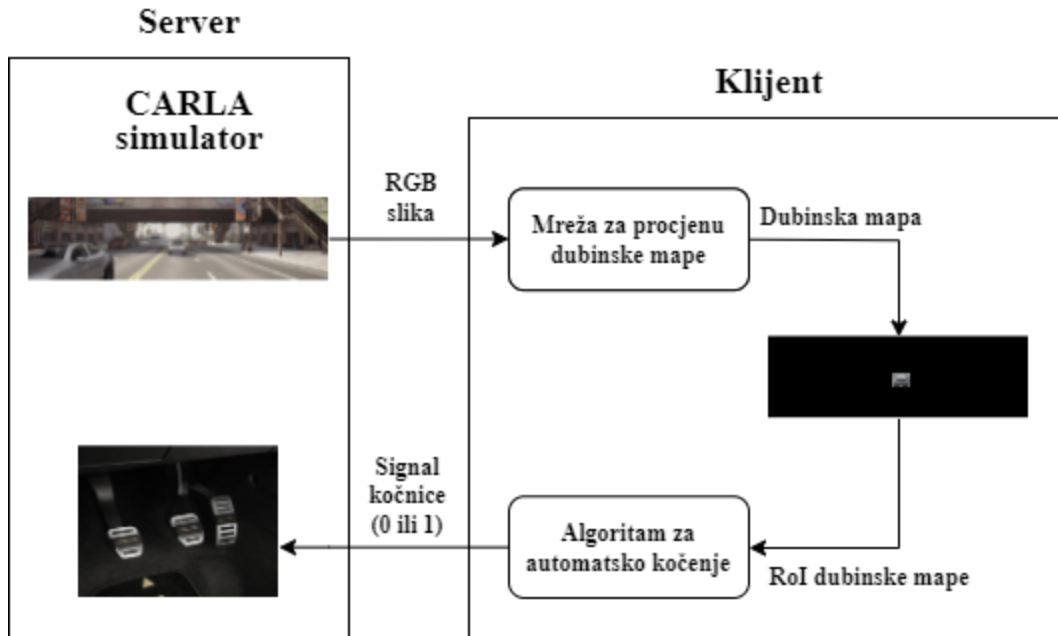 Server
Klijent
CARLA
simulator
RGB
slika
Mreža za procjenu
dubinske mape
Dubinska mapa
Signal
kočnice
(0 ili 1)
Algoritam za
automatsko kočenje
RoI dubinske mape